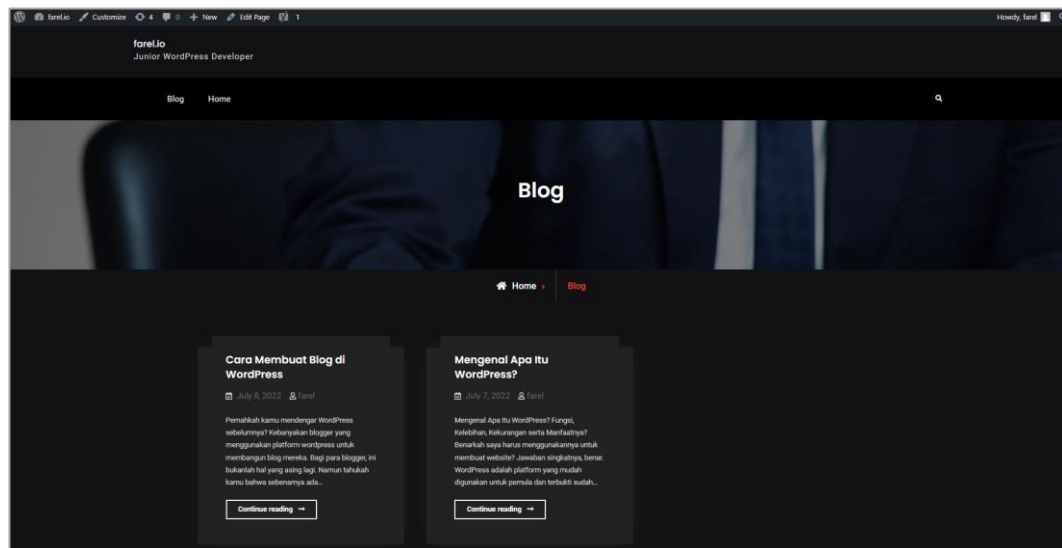 farel.io Customize 4 0 New Edit Page 1 Howdy, farel
farel.io
Junior WordPress Developer
Blog Home
Blog
Home › Blog
Cara Membuat Blog di
WordPress
July 8, 2022 farel
Pernahkah kamu mendengar WordPress
sebelumnya? Kebanyakan blogger yang
menggunakan platform wordpress untuk
membangun blog mereka. Bagi para blogger, ini
bukanlah hal yang asing lagi. Namun tahukah
kamu bahwa sebenarnya ada...
Continue reading →
Mengenal Apa Itu
WordPress?
July 7, 2022 farel
Mengenal Apa Itu WordPress? Fungsi,
Kelebihan, Kekurangan serta Manfaatnya?
Benarkah saya harus menggunakannya untuk
membuat website? Jawaban singkatnya, benar.
WordPress adalah platform yang mudah
digunakan untuk pemula dan terbukti sudah...
Continue reading →